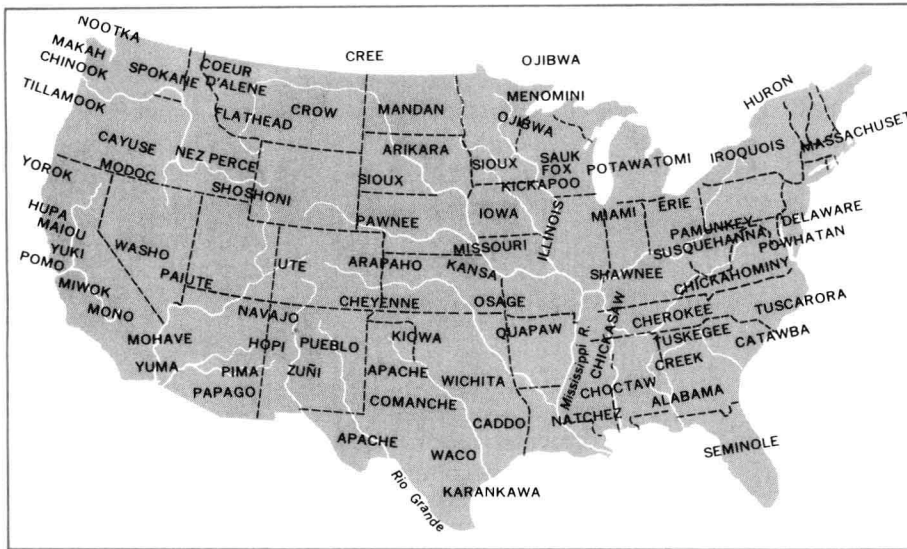 NOOTKA
MAKAH
CHINOOK
TILLAMOOK
SPOKANE
COEUR
D'ALENE
FLATHEAD
CROW
CREE
MANDAN
OJIBWA
MENOMINI
OJIBWA
HURON
MASSACHUSET
CAYUSE
NEZ PERCE
ARIKARA
SIOUX
SAUK
FOX
KICKAPOO
POTAWATOMI
IROQUOIS
YOROK
MODOC
SHOSHONI
SIOUX
PAWNEE
IOWA
ILLINOIS
MIAMI
ERIE
PAMUNKEY
SUSQUEHANNA
DELAWARE
POWHATAN
HUPA
MAIOU
YUKI
POMO
WASHO
PAIUTE
UTE
ARAPAHO
MISSOURI
KANSA
SHAWNEE
CHICKAHOMINY
MIWOK
MONO
CHEYENNE
OSAGE
NAVAJO
MOHAVE
HOPI
PUEBLO
KIOWA
QUAPAW
Mississippi R.
CHICKASAW
CHEROKEE
TUSKEGEE
TUSCARORA
CATAWBA
CREEK
YUMA
PIMA
PAPAGO
ZUÑI
APACHE
WICHITA
COMANCHE
CADDO
CHOCTAW
NATCHEZ
ALABAMA
APACHE
WACO
KARANKAWA
Rio Grande
SEMINOLE